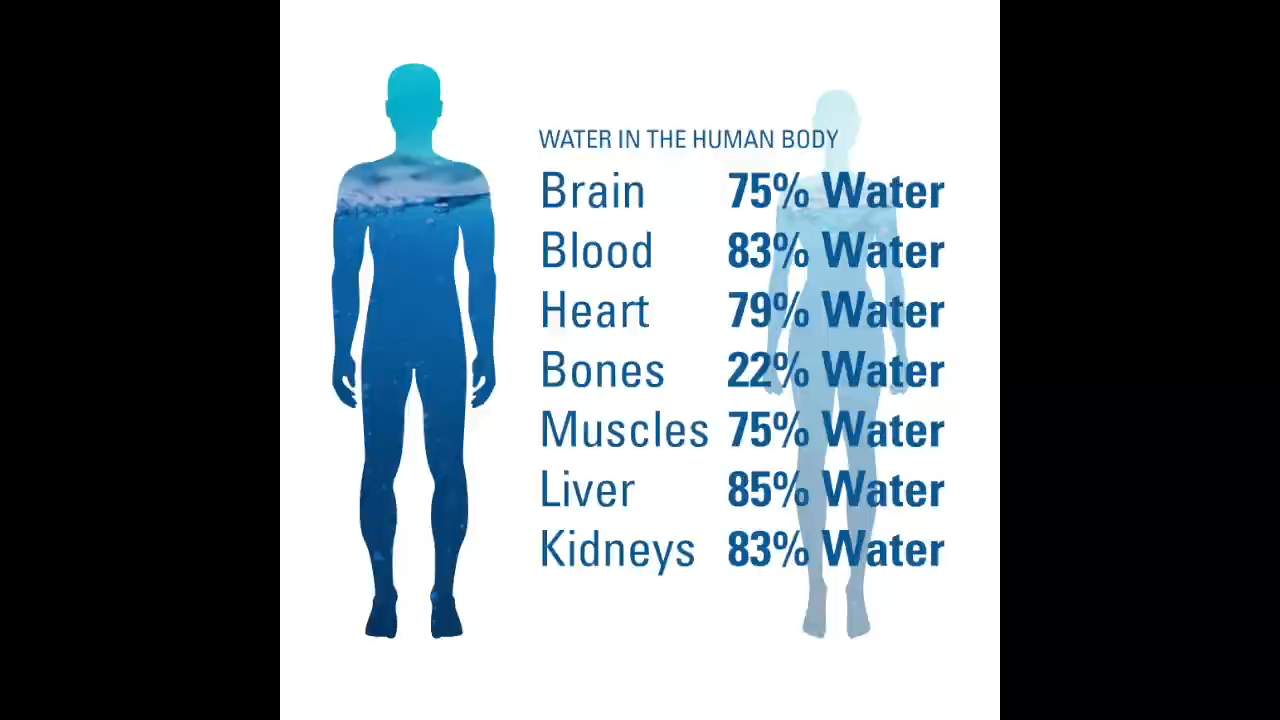 WATER IN THE HUMAN BODY
Brain 75% Water
Blood 83% Water
Heart 79% Water
Bones 22% Water
Muscles 75% Water
Liver 85% Water
Kidneys 83% Water